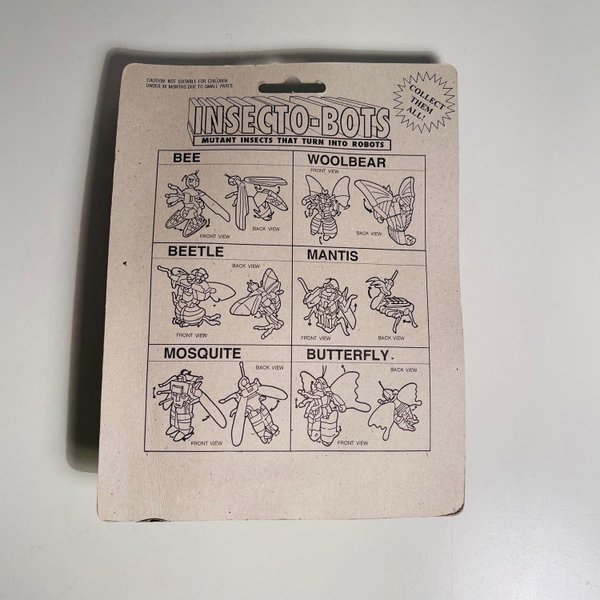 CAUTION: NOT SUITABLE FOR CHILDREN
UNDER 36 MONTHS DUE TO SMALL PARTS
COLLECT
THEM
ALL!
INSECTO-BOTS
MUTANT INSECTS THAT TURN INTO ROBOTS
BEE
FRONT VIEW
BACK VIEW
WOOLBEAR
FRONT VIEW
BACK VIEW
BEETLE
BACK VIEW
FRONT VIEW
MANTIS
FRONT VIEW
BACK VIEW
MOSQUITE
BACK VIEW
FRONT VIEW
BUTTERFLY.
BACK VIEW
FRONT VIEW